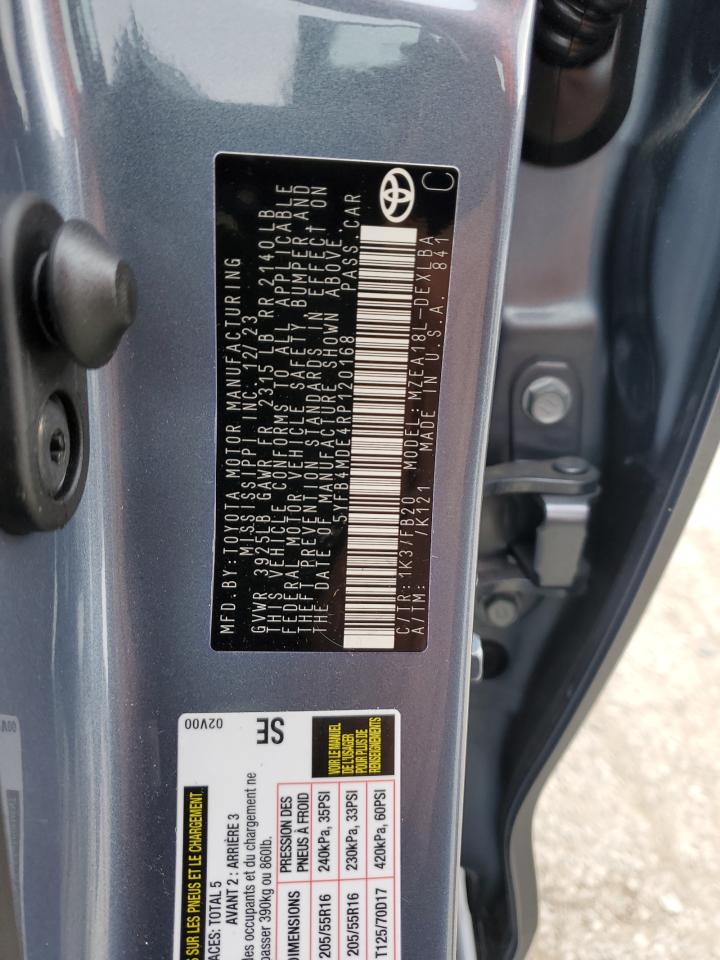 MFD. BY: TOYOTA MOTOR MANUFACTURING
MISSISSIPPI INC. 12/23
GVWR 3925LB GAWR FR 2315 LB RR 2140 LB
THIS VEHICLE CONFORMS TO ALL APPLICABLE
FEDERAL MOTOR VEHICLE SAFETY BUMPER AND
THEFT PREVENTION STANDARDS IN EFFECT ON
THE DATE OF MANUFACTURE SHOWN ABOVE.
5YFB4MDE4RP120168 PASS.CAR
C/TR: 1K3/FB20 MODEL: MZEA18L-DEXLBA
A/TM: /K121 MADE IN U.S.A. 841
C
02V00
SE
SUR LES PNEUS ET LE CHARGEMENT
TOTAL 5
AVANT 2 : ARRIÈRE 3
occupants et du chargement ne
390kg ou 860lb.
DIMENSIONS
PRESSION DES
PNEUS À FROID
VOIR LE MANUEL
DE L'USAGER
POUR PLUS DE
RENSEIGNEMENTS
205/55R16 240kPa, 35PSI
205/55R16 230kPa, 33PSI
T125/70D17 420kPa, 60PSI